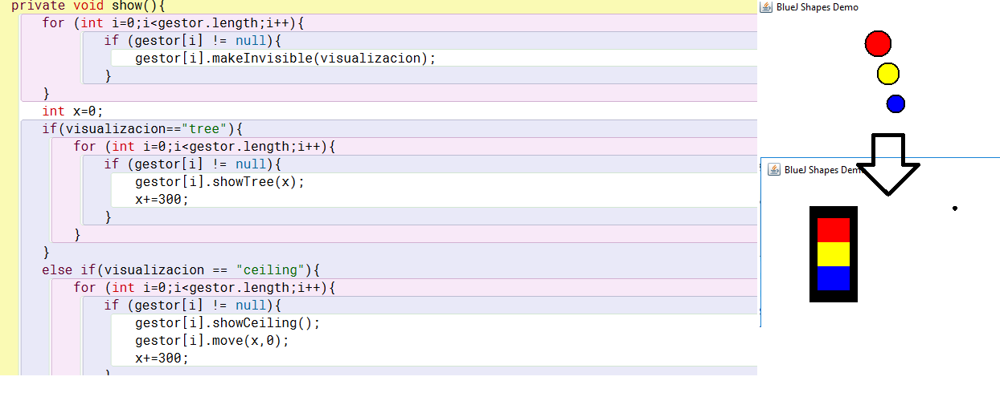 private void show(){
for (int i=0;i<gestor.length;i++){
if (gestor[i] != null){
gestor[i].makeInvisible(visualizacion);
}
}
int x=0;
if(visualizacion=="tree"){
for (int i=0;i<gestor.length;i++){
if (gestor[i] != null){
gestor[i].showTree(x);
x+=300;
}
}
}
else if(visualizacion == "ceiling"){
for (int i=0;i<gestor.length;i++){
if (gestor[i] != null){
gestor[i].showCeiling();
gestor[i].move(x,0);
x+=300;
}
BlueJ Shapes Demo
BlueJ Shapes Demo